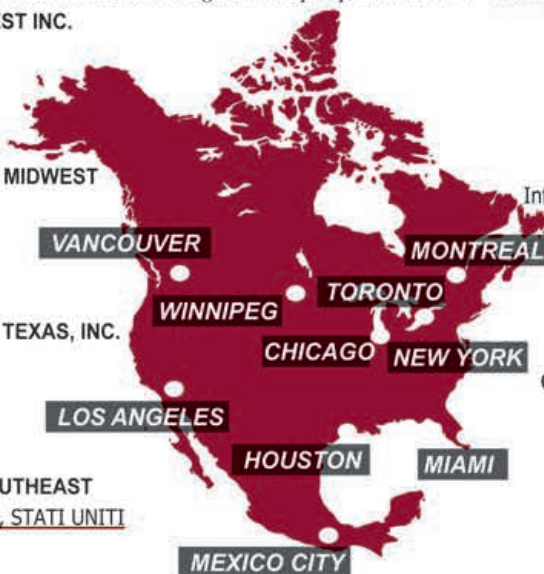 EST INC.
MIDWEST
VANCOUVER
MONTREAL
WINNIPEG
TORONTO
TEXAS, INC.
CHICAGO
NEW YORK
LOS ANGELES
HOUSTON
MIAMI
UTHEAST
, STATI UNITI
MEXICO CITY